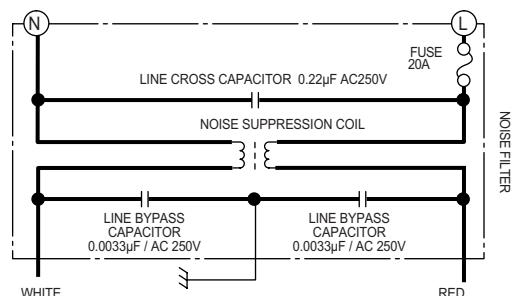 N
L
FUSE
20A
LINE CROSS CAPACITOR 0.22µF AC250V
NOISE SUPPRESSION COIL
NOISE FILTER
LINE BYPASS
CAPACITOR
0.0033µF / AC 250V
LINE BYPASS
CAPACITOR
0.0033µF / AC 250V
WHITE
RED